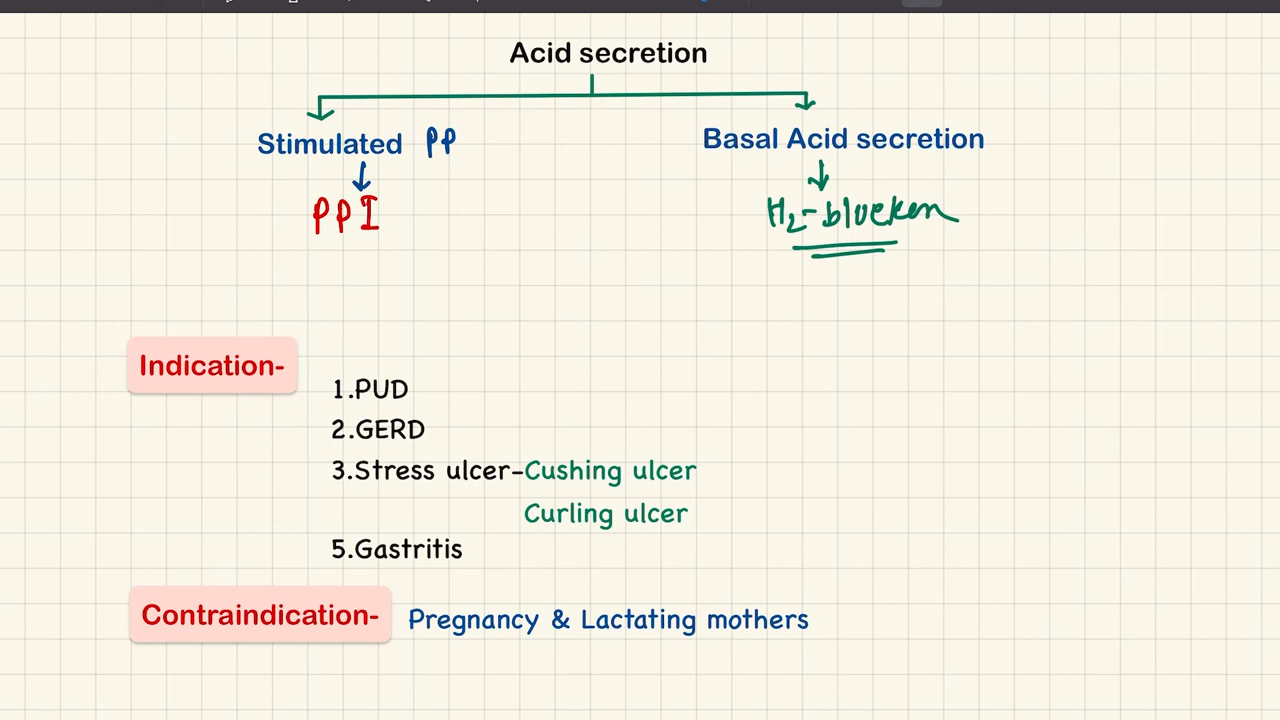 Acid secretion
Stimulated PP
Basal Acid secretion
PPI
H2-blocker
Indication-
1.PUD
2.GERD
3.Stress ulcer-Cushing ulcer
Curling ulcer
5.Gastritis
Contraindication- Pregnancy & Lactating mothers